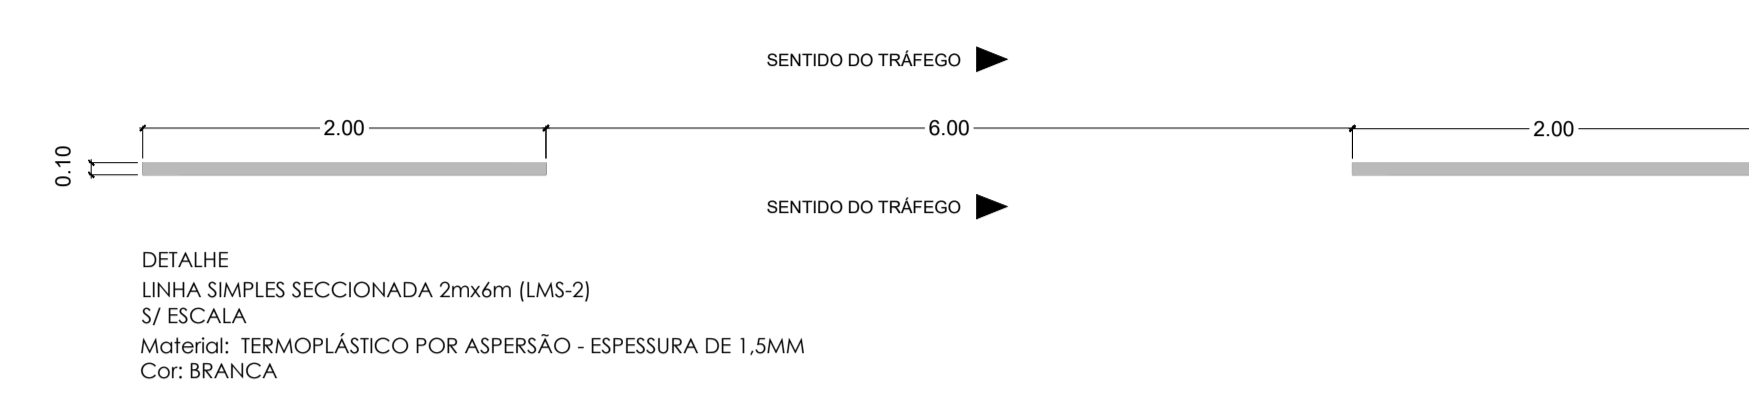 SENTIDO DO TRÁFEGO
2.00 6.00 2.00
0.10
SENTIDO DO TRÁFEGO
DETALHE
LINHA SIMPLES SECCIONADA 2mx6m (LMS-2)
S/ ESCALA
Material: TERMOPLÁSTICO POR ASPERSÃO - ESPESSURA DE 1,5MM
Cor: BRANCA